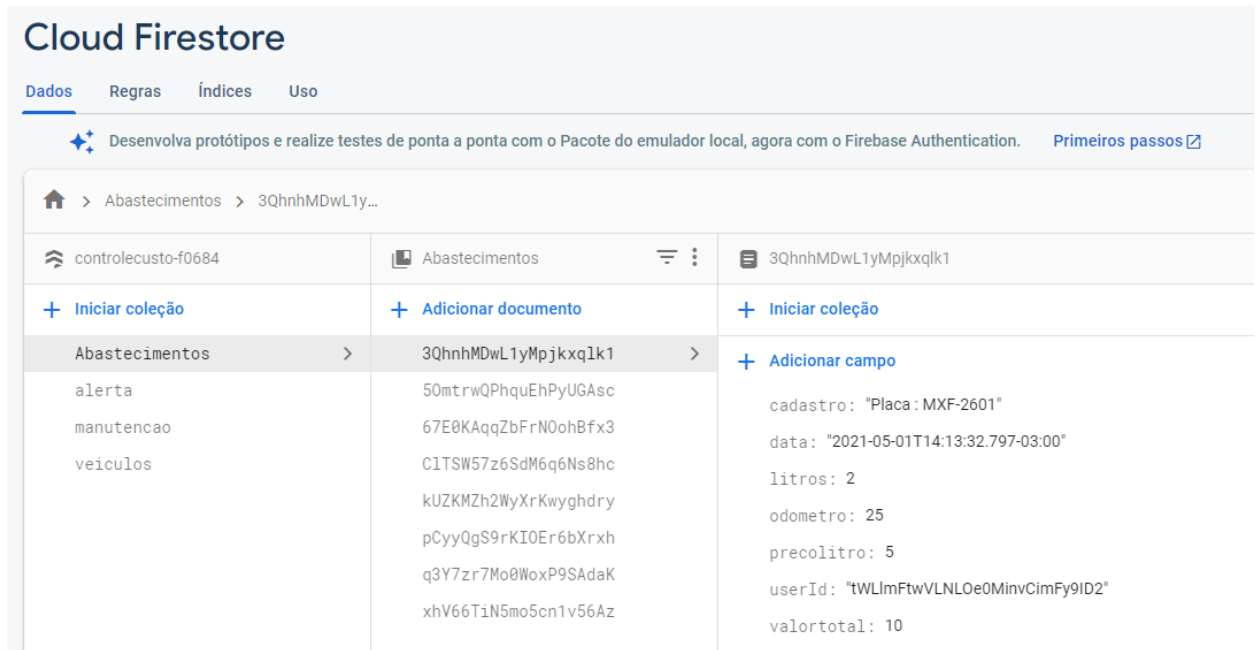 Cloud Firestore
Dados Regras Índices Uso
Desenvolva protótipos e realize testes de ponta a ponta com o Pacote do emulador local, agora com o Firebase Authentication. Primeiros passos
Abastecimentos > 3QhnhMDwL1y...
controlecusto-f0684
Iniciar coleção
Abastecimentos
alerta
manutencao
veiculos
Abastecimentos
Adicionar documento
3QhnhMDwL1yMpjkxqlk1
5OmtrwQPhquEhPyUGAsc
67E0KAqqZbFrNOohBfx3
ClTSW57z6SdM6q6Ns8hc
kUZKMZh2WyXrKwyghdry
pCyyQgS9rKIOEr6bXrxh
q3Y7zr7Mo0WoxP9SAdaK
xhV66TiN5mo5cn1v56Az
3QhnhMDwL1yMpjkxqlk1
Iniciar coleção
Adicionar campo
cadastro: "Placa : MXF-2601"
data: "2021-05-01T14:13:32.797-03:00"
litros: 2
odometro: 25
precolitro: 5
userId: "tWLlmFtwVLNLOe0MinvCimFy9ID2"
valortotal: 10